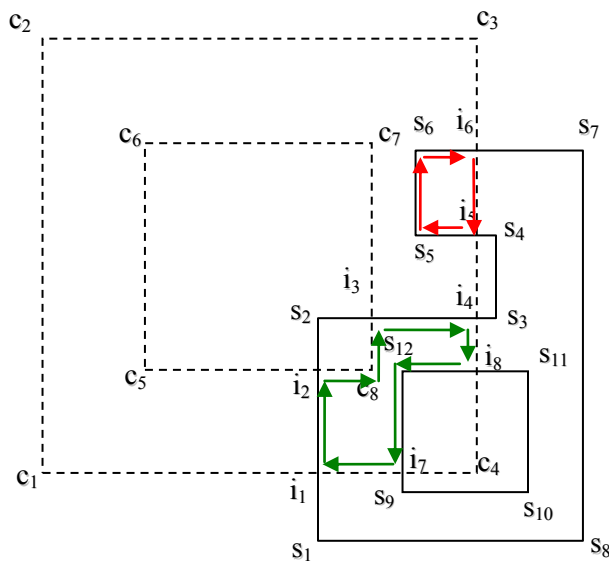 c₂ c₃
s₆ i₆ s₇
c₆ c₇
i₅ s₄
s₅
i₃ i₄
s₂ s₃
s₁₂
i₈ s₁₁
c₅ i₂ c₈
c₁ i₇ c₄
i₁ s₉
s₁₀
s₁ s₈